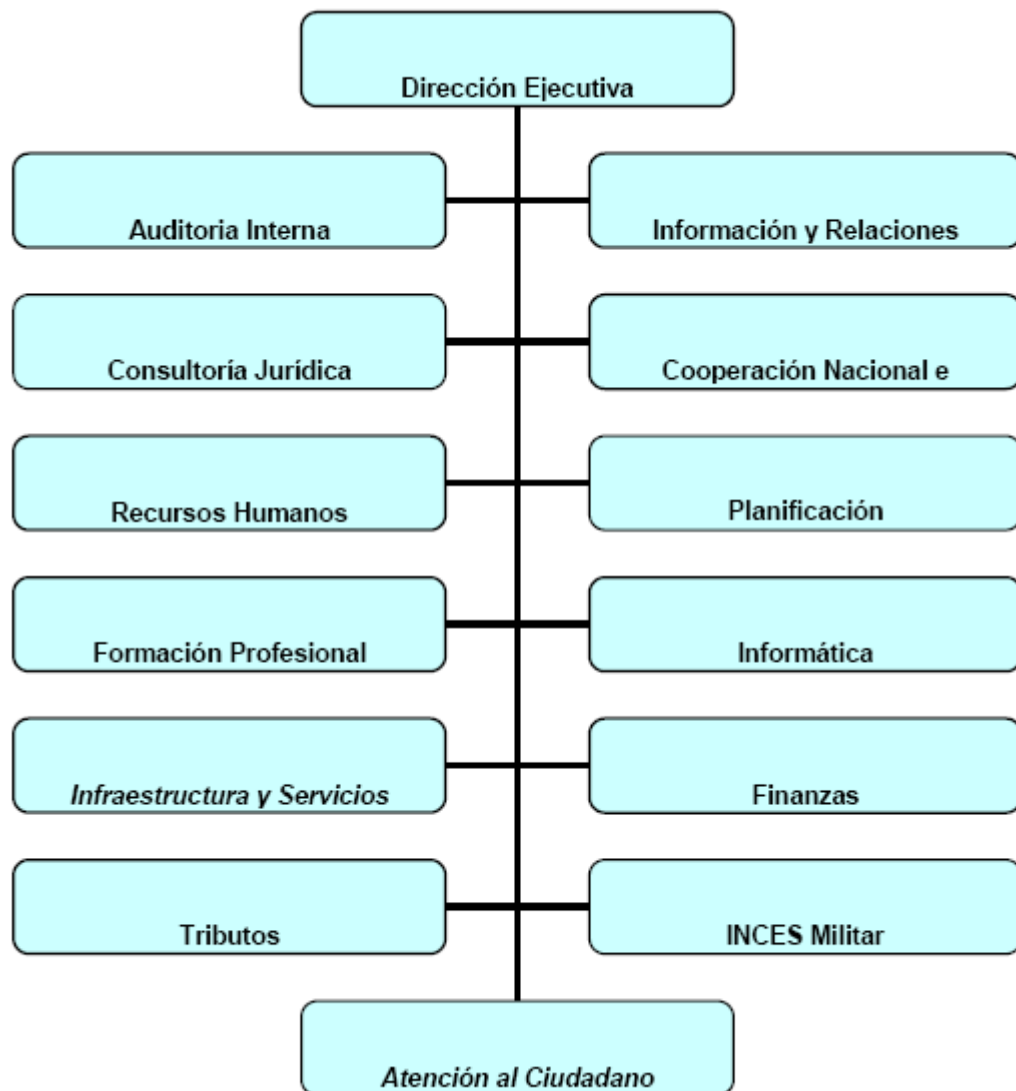 Dirección Ejecutiva
Auditoria Interna
Información y Relaciones
Consultoría Jurídica
Cooperación Nacional e
Recursos Humanos
Planificación
Formación Profesional
Informática
Infraestructura y Servicios
Finanzas
Tributos
INCES Militar
Atención al Ciudadano